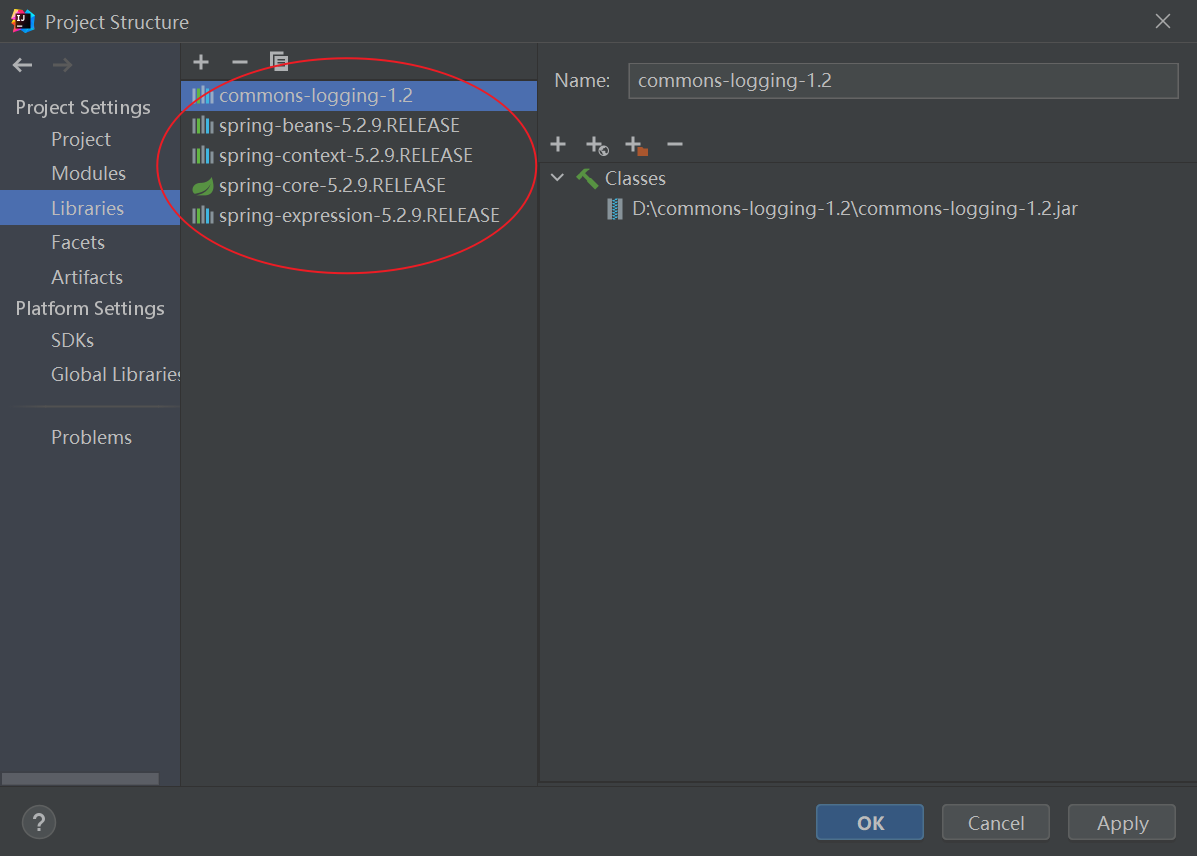 Project Structure
Project Settings
Project
Modules
Libraries
Facets
Artifacts
Platform Settings
SDKs
Global Libraries
Problems
commons-logging-1.2
spring-beans-5.2.9.RELEASE
spring-context-5.2.9.RELEASE
spring-core-5.2.9.RELEASE
spring-expression-5.2.9.RELEASE
Name: commons-logging-1.2
Classes
D:\commons-logging-1.2\commons-logging-1.2.jar
?
OK Cancel Apply